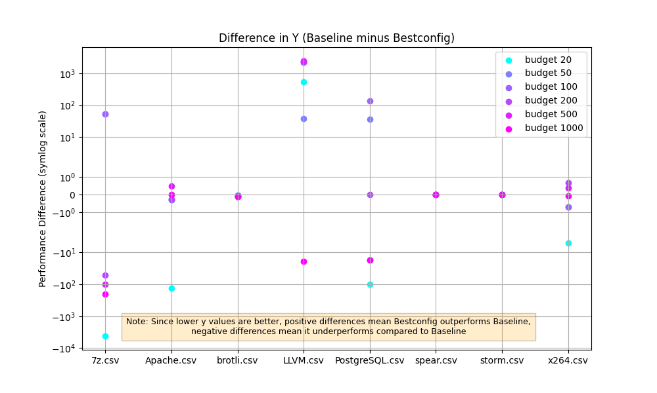 Difference in Y (Baseline minus Bestconfig)
Performance Difference (symlog scale)
10³
10²
10¹
10⁰
0
−10⁰
−10¹
−10²
−10³
−10⁴
budget 20
budget 50
budget 100
budget 200
budget 500
budget 1000
Note: Since lower y values are better, positive differences mean Bestconfig outperforms Baseline,
negative differences mean it underperforms compared to Baseline
7z.csv Apache.csv brotli.csv LLVM.csv PostgreSQL.csv spear.csv storm.csv x264.csv